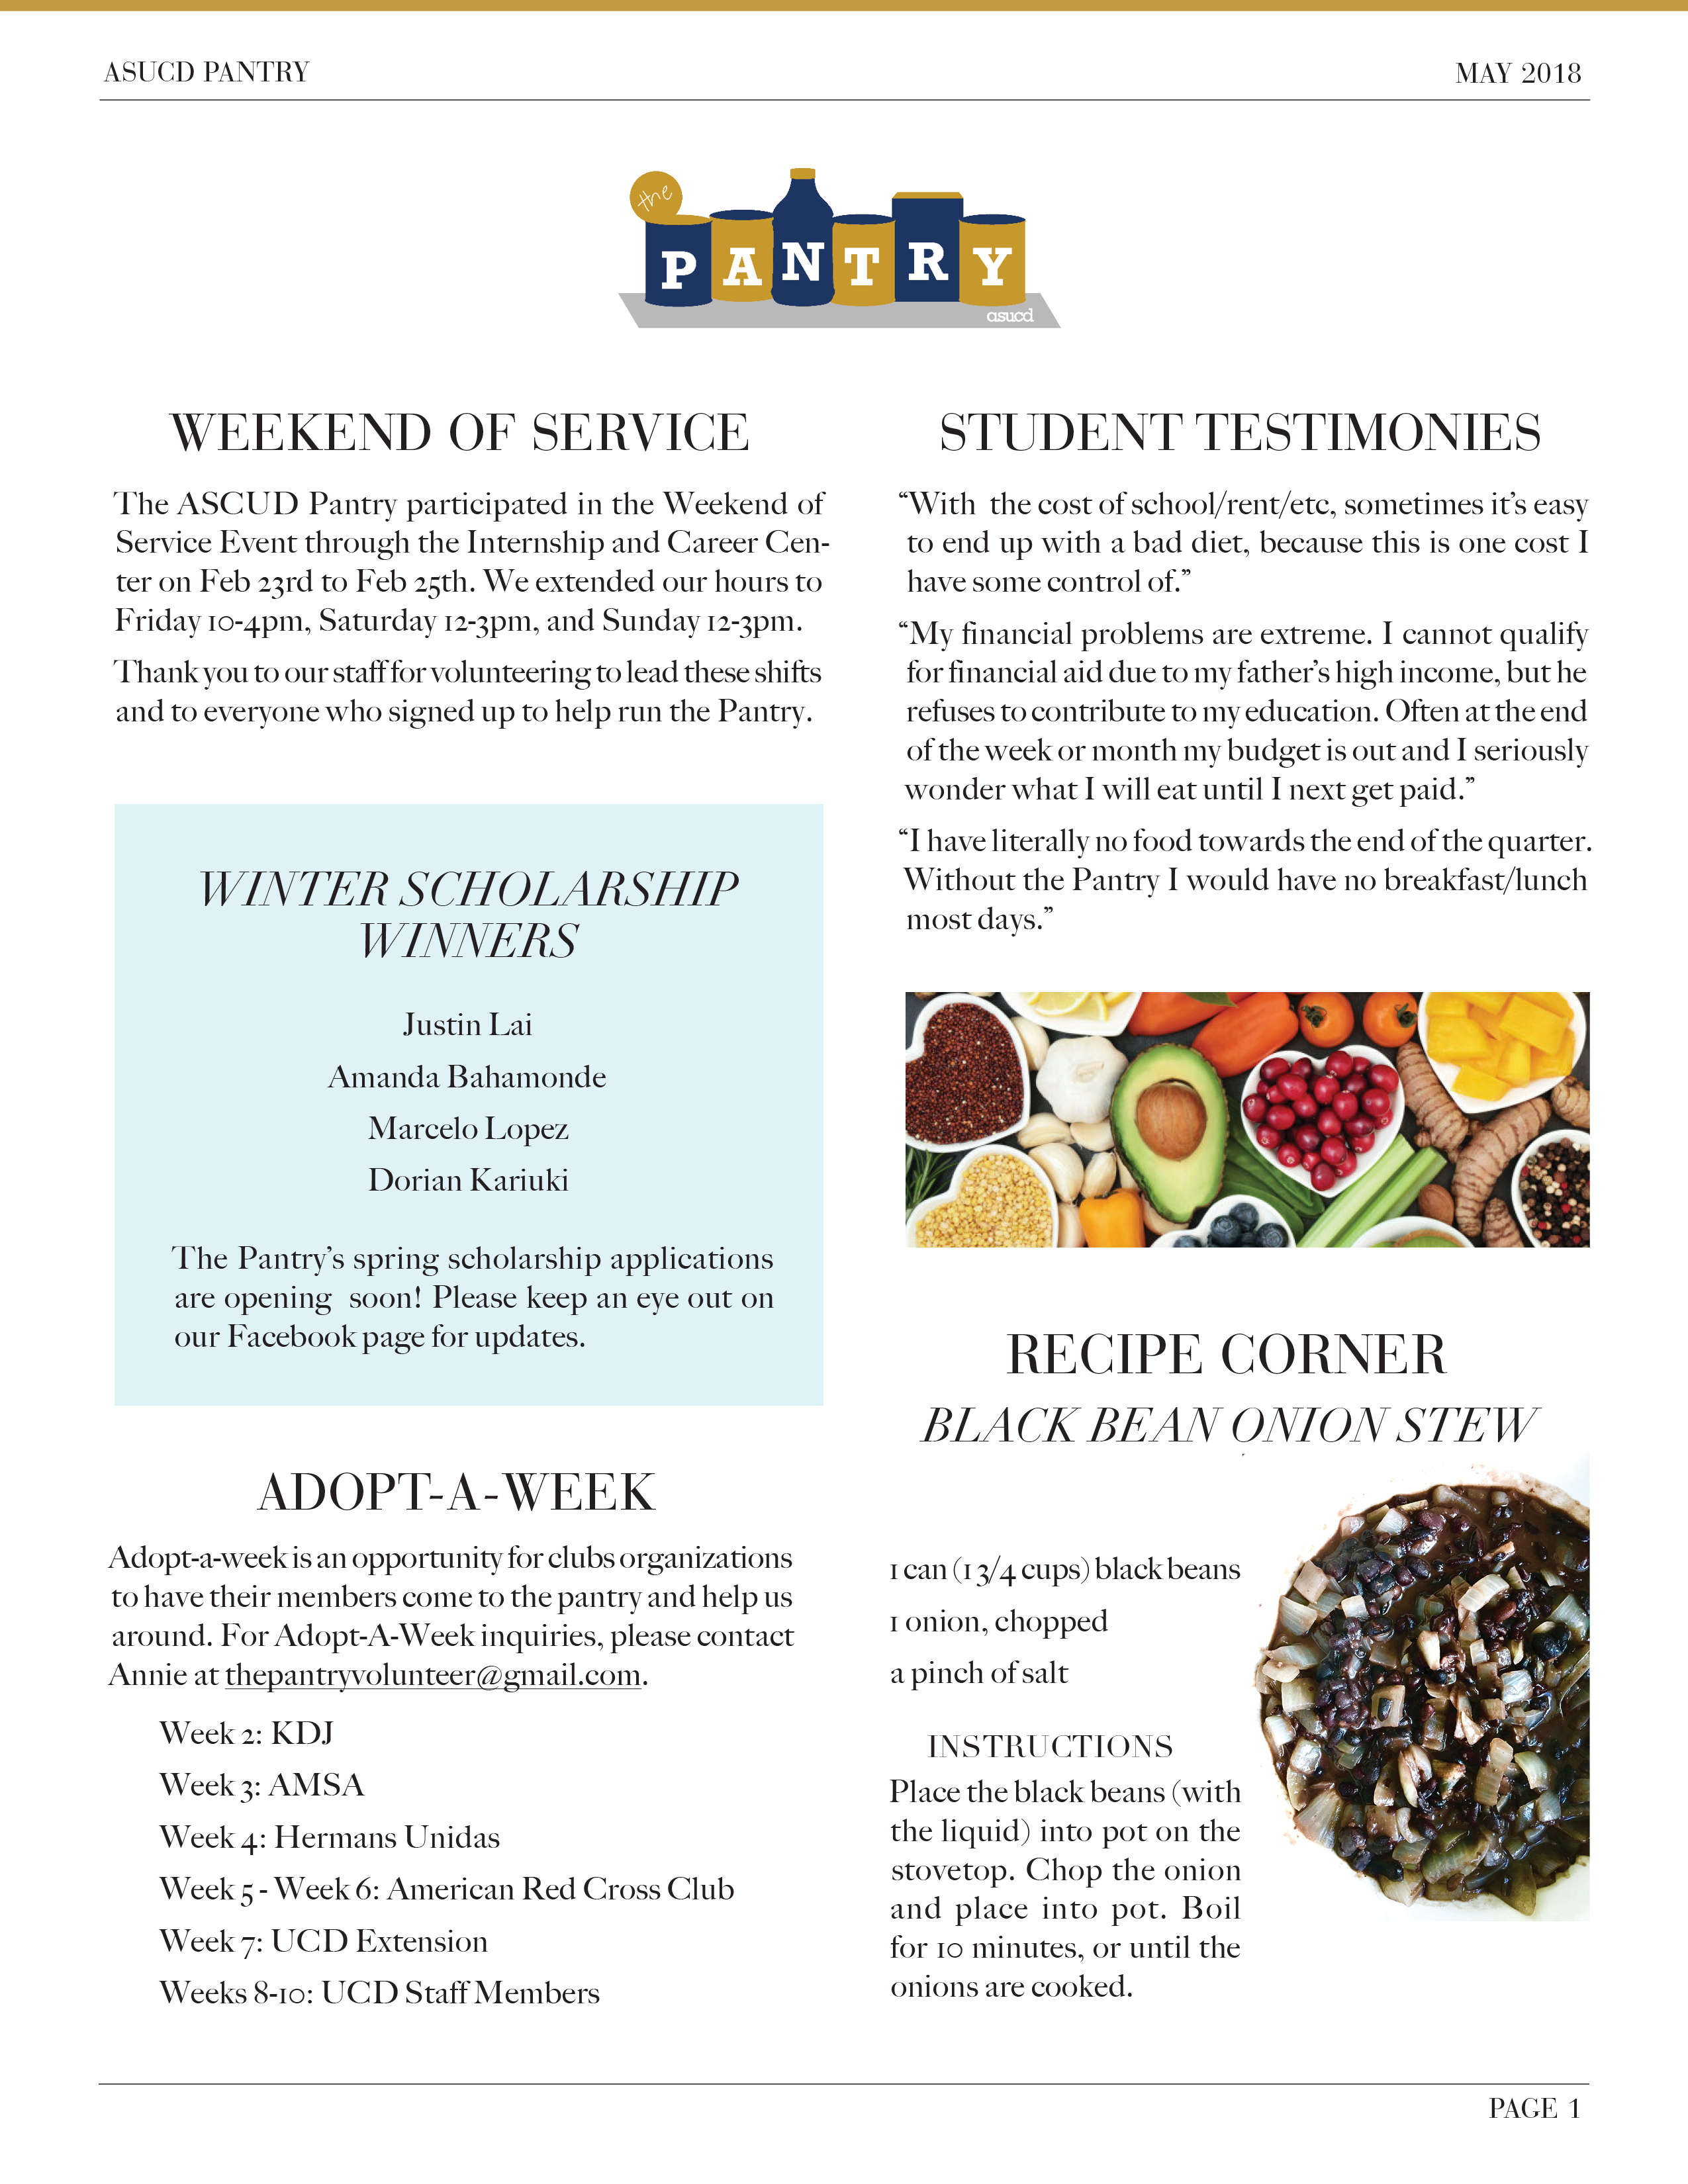 ASUCD PANTRY
MAY 2018
the
PANTRY
asucd
WEEKEND OF SERVICE
The ASCUD Pantry participated in the Weekend of
Service Event through the Internship and Career Cen-
ter on Feb 23rd to Feb 25th. We extended our hours to
Friday 10-4pm, Saturday 12-3pm, and Sunday 12-3pm.
Thank you to our staff for volunteering to lead these shifts
and to everyone who signed up to help run the Pantry.
WINTER SCHOLARSHIP
WINNERS
Justin Lai
Amanda Bahamonde
Marcelo Lopez
Dorian Kariuki
The Pantry's spring scholarship applications
are opening soon! Please keep an eye out on
our Facebook page for updates.
ADOPT-A-WEEK
Adopt-a-week is an opportunity for clubs organizations
to have their members come to the pantry and help us
around. For Adopt-A-Week inquiries, please contact
Annie at thepantryvolunteer@gmail.com.
Week 2: KDJ
Week 3: AMSA
Week 4: Hermans Unidas
Week 5 - Week 6: American Red Cross Club
Week 7: UCD Extension
Weeks 8-10: UCD Staff Members
STUDENT TESTIMONIES
“With the cost of school/rent/etc, sometimes it's easy
to end up with a bad diet, because this is one cost I
have some control of.”
“My financial problems are extreme. I cannot qualify
for financial aid due to my father's high income, but he
refuses to contribute to my education. Often at the end
of the week or month my budget is out and I seriously
wonder what I will eat until I next get paid.”
“I have literally no food towards the end of the quarter.
Without the Pantry I would have no breakfast/lunch
most days.”
RECIPE CORNER
BLACK BEAN ONION STEW
1 can (1 3/4 cups) black beans
1 onion, chopped
a pinch of salt
INSTRUCTIONS
Place the black beans (with
the liquid) into pot on the
stovetop. Chop the onion
and place into pot. Boil
for 10 minutes, or until the
onions are cooked.
PAGE 1